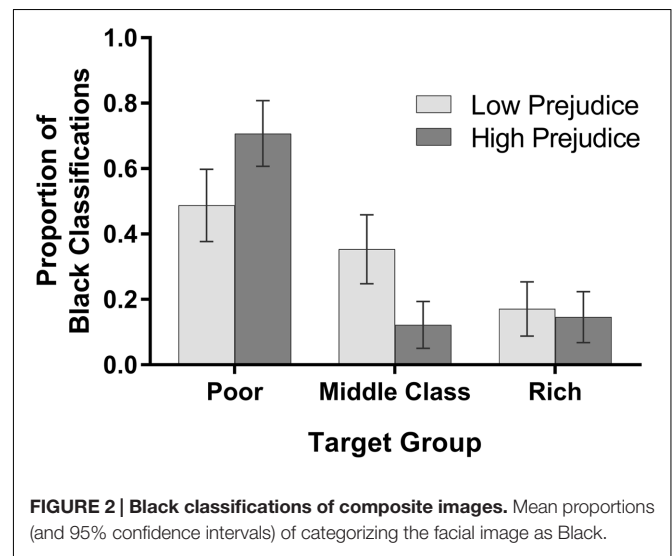 1.0
0.8
0.6
0.4
0.2
0.0
Proportion of
Black Classifications
Low Prejudice
High Prejudice
Poor Middle Class Rich
Target Group
FIGURE 2 | Black classifications of composite images. Mean proportions
(and 95% confidence intervals) of categorizing the facial image as Black.